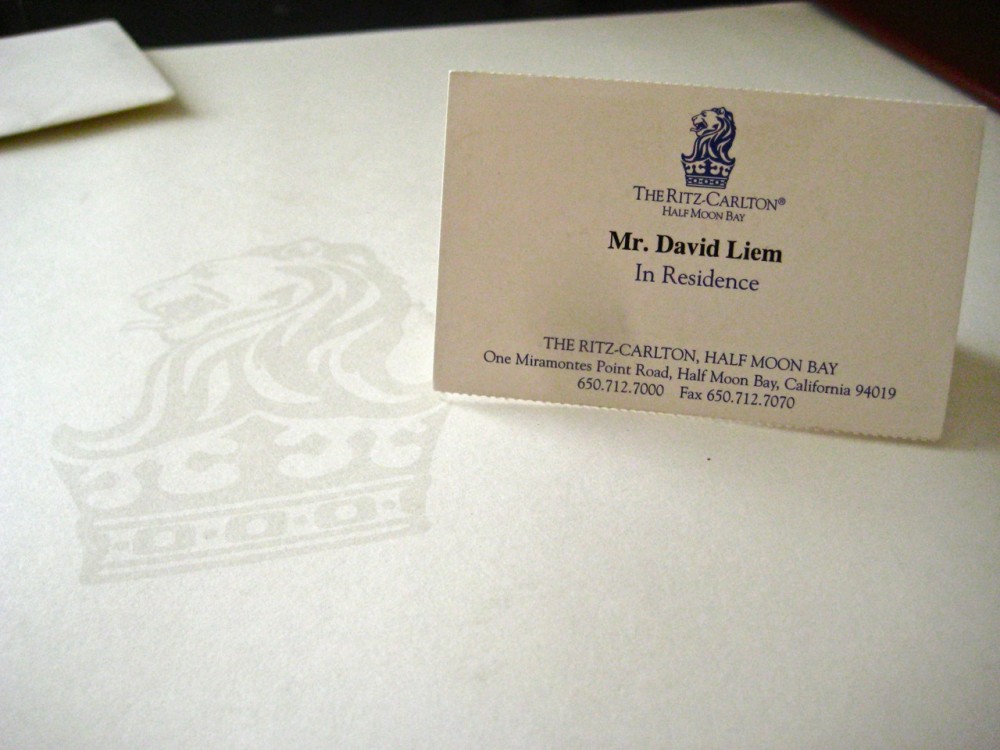 THE RITZ-CARLTON®
HALF MOON BAY
Mr. David Liem
In Residence
THE RITZ-CARLTON, HALF MOON BAY
One Miramontes Point Road, Half Moon Bay, California 94019
650.712.7000 Fax 650.712.7070